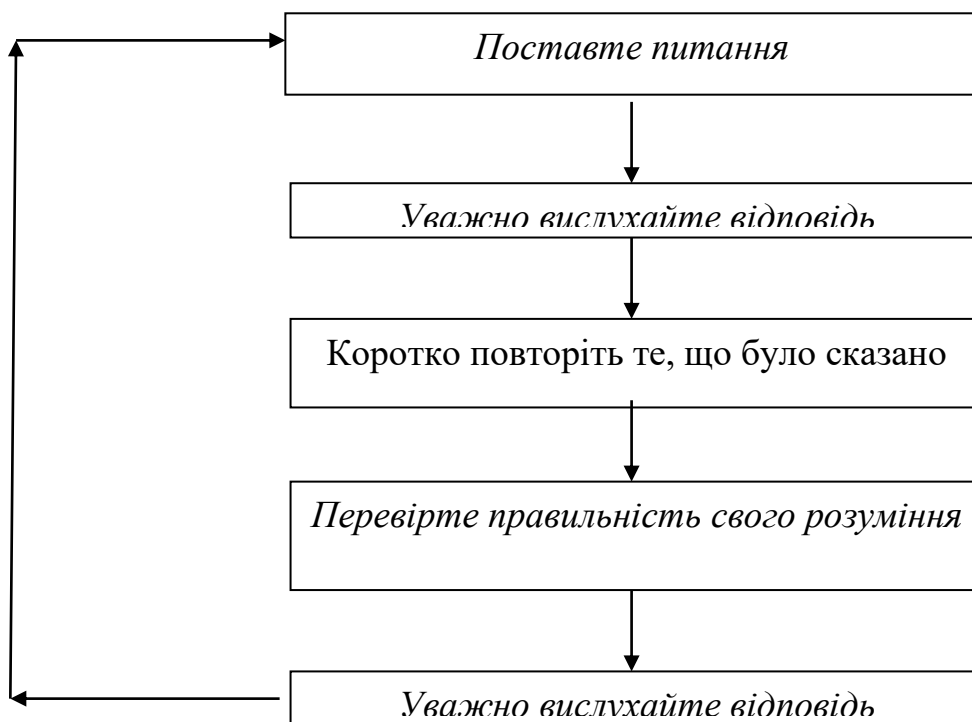 Поставте питання
Уважно вислухайте відповідь
Коротко повторіть те, що було сказано
Перевірте правильність свого розуміння
Уважно вислухайте відповідь